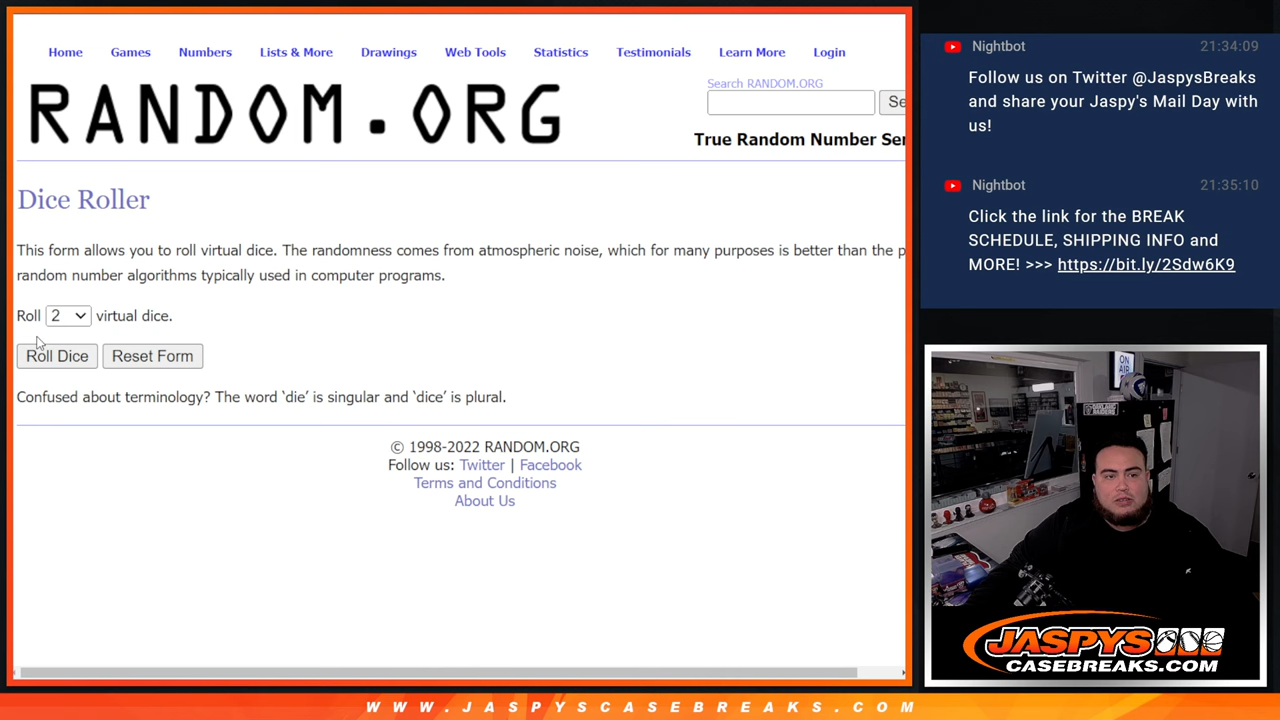 Home Games Numbers Lists & More Drawings Web Tools Statistics Testimonials Learn More Login
RANDOM.ORG
Search RANDOM.ORG
Se
True Random Number Ser
Dice Roller
This form allows you to roll virtual dice. The randomness comes from atmospheric noise, which for many purposes is better than the p
random number algorithms typically used in computer programs.
Roll 2 virtual dice.
Roll Dice Reset Form
Confused about terminology? The word ‘die’ is singular and ‘dice’ is plural.
© 1998-2022 RANDOM.ORG
Follow us: Twitter | Facebook
Terms and Conditions
About Us
Nightbot 21:34:09
Follow us on Twitter @JaspysBreaks
and share your Jaspy's Mail Day with
us!
Nightbot 21:35:10
Click the link for the BREAK
SCHEDULE, SHIPPING INFO and
MORE! >>> https://bit.ly/2Sdw6K9
ON
AIR
JASPYS
CASEBREAKS.COM
WWW.JASPYSCASEBREAKS.COM